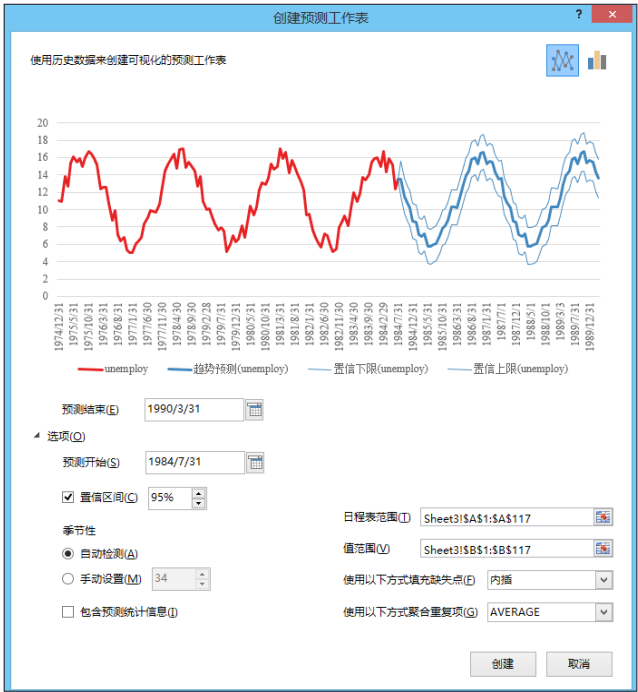 创建预测工作表
?
×
使用历史数据来创建可视化的预测工作表
20
18
16
14
12
10
8
6
4
2
0
1974/12/31
1975/5/31
1975/10/31
1976/3/31
1976/8/31
1977/1/31
1977/6/30
1977/11/30
1978/4/30
1978/9/30
1979/2/28
1979/7/31
1979/12/31
1980/5/31
1980/10/31
1981/3/31
1981/8/31
1982/1/31
1982/6/30
1982/11/30
1983/4/30
1983/9/30
1984/2/29
1984/7/31
1984/12/31
1985/5/31
1985/10/31
1986/3/31
1986/8/31
1987/1/31
1987/7/1
1987/12/1
1988/5/1
1988/10/1
1989/3/3
1989/7/31
1989/12/31
unemploy
趋势预测(unemploy)
置信下限(unemploy)
置信上限(unemploy)
预测结束(E) 1990/3/31
选项(O)
预测开始(S) 1984/7/31
置信区间(C) 95%
季节性
自动检测(A)
手动设置(M) 34
包含预测统计信息(I)
日程表范围(T) Sheet3!$A$1:$A$117
值范围(V) Sheet3!$B$1:$B$117
使用以下方式填充缺失点(F) 内插
使用以下方式聚合重复项(G) AVERAGE
创建
取消